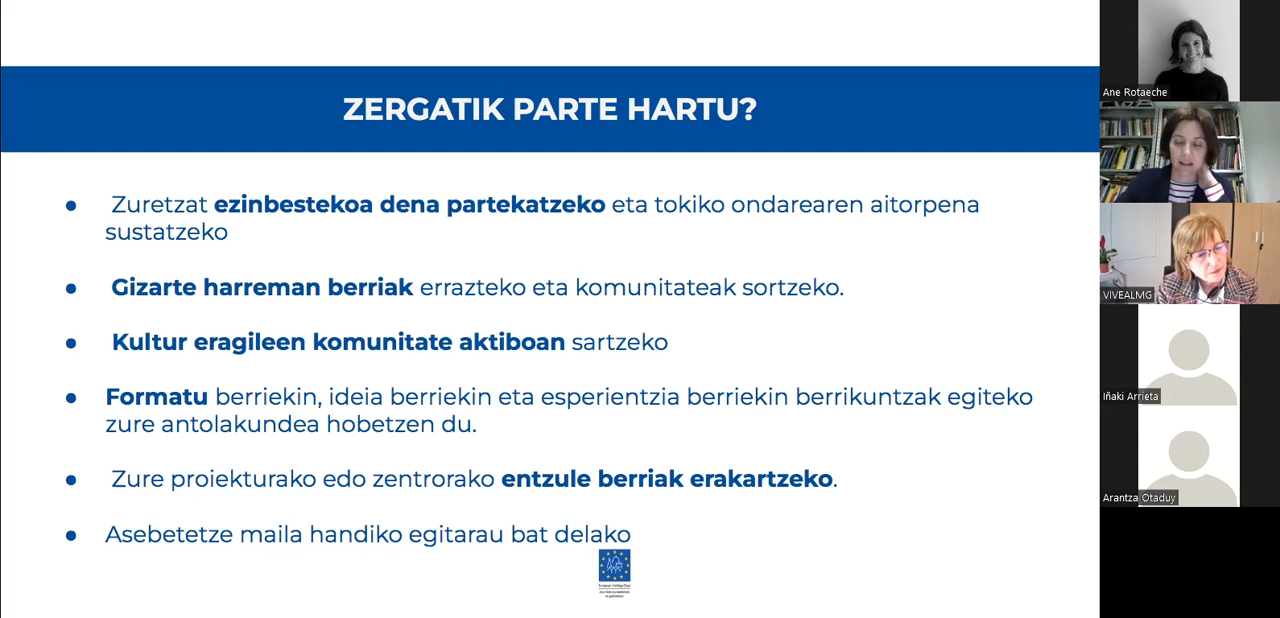 ZERGATIK PARTE HARTU?
Zuretzat ezinbestekoa dena partekatzeko eta tokiko ondarearen aitorpena
sustatzeko
Gizarte harreman berriak errazteko eta komunitateak sortzeko.
Kultur eragileen komunitate aktiboan sartzeko
Formatu berriekin, ideia berriekin eta esperientzia berriekin berrikuntzak egiteko
zure antolakundea hobetzen du.
Zure proiekturako edo zentrorako entzule berriak erakartzeko.
Asebetetze maila handiko egitarau bat delako
Ane Rotaeche
VIVEALMG
Iñaki Arrieta
Arantza Otaduy